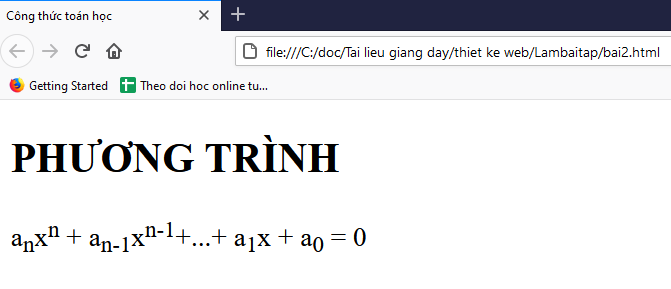 Công thức toán học
file:///C:/doc/Tai lieu giang day/thiet ke web/Lambaitap/bai2.html
Getting Started Theo doi hoc online tu...
PHƯƠNG TRÌNH
aₙxⁿ + aₙ₋₁xⁿ⁻¹+...+ a₁x + a₀ = 0